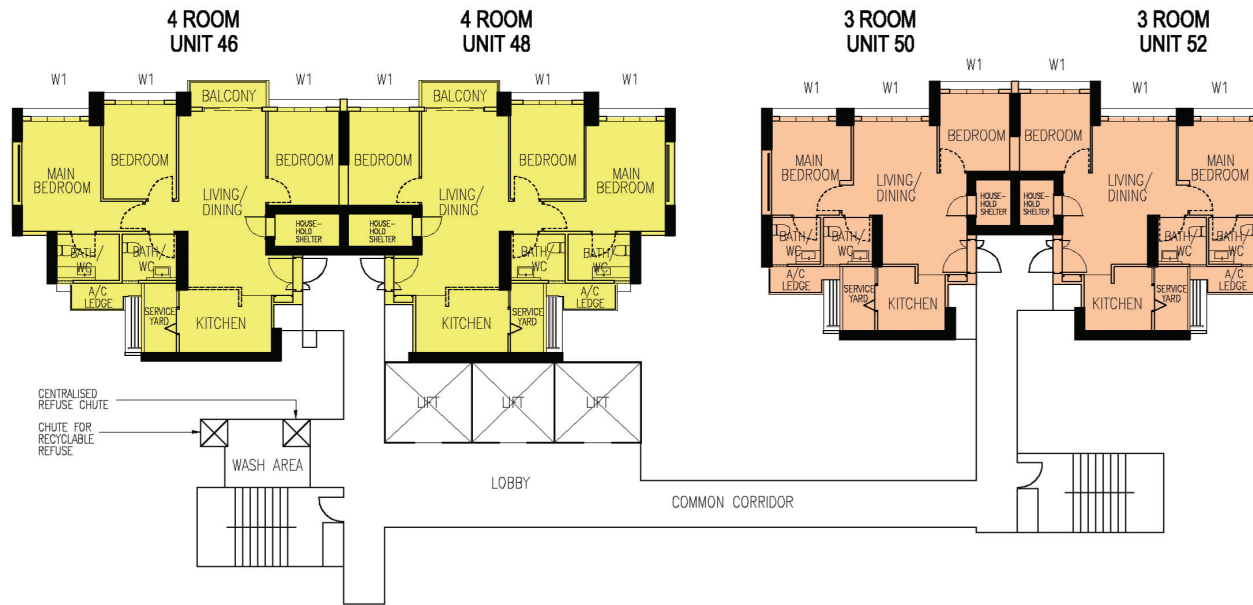 4 ROOM
UNIT 46
4 ROOM
UNIT 48
3 ROOM
UNIT 50
3 ROOM
UNIT 52
W1
W1
W1
W1
W1
W1
W1
W1
W1
W1
W1
W1
BALCONY
BALCONY
MAIN
BEDROOM
BEDROOM
LIVING/
DINING
BEDROOM
BEDROOM
LIVING/
DINING
BEDROOM
MAIN
BEDROOM
MAIN
BEDROOM
LIVING/
DINING
BEDROOM
BEDROOM
LIVING/
DINING
MAIN
BEDROOM
HOUSE-
HOLD
SHELTER
HOUSE-
HOLD
SHELTER
HOUSE-
HOLD
SHELTER
HOUSE-
HOLD
SHELTER
BATH/
WC
BATH/
WC
BATH/
WC
BATH/
WC
BATH/
WC
BATH/
WC
BATH/
WC
BATH/
WC
A/C
LEDGE
SERVICE
YARD
KITCHEN
KITCHEN
SERVICE
YARD
A/C
LEDGE
A/C
LEDGE
SERVICE
YARD
KITCHEN
KITCHEN
SERVICE
YARD
A/C
LEDGE
LIFT
LIFT
LIFT
CENTRALISED
REFUSE CHUTE
CHUTE FOR
RECYCLABLE
REFUSE
WASH AREA
LOBBY
COMMON CORRIDOR